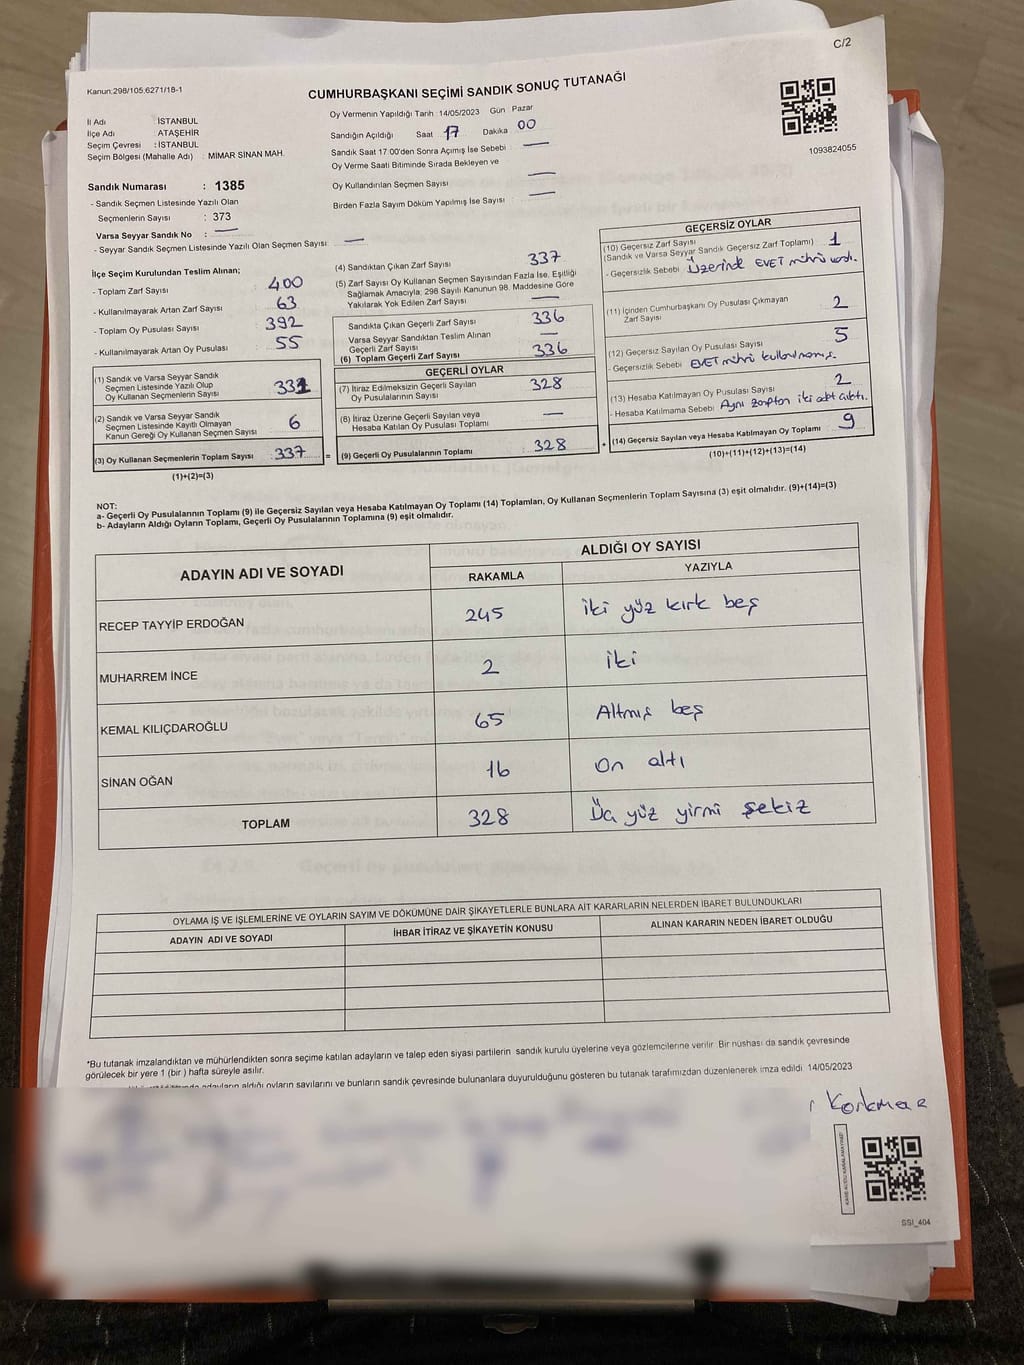 C/2
Kanun:298/105.6271/18-1
CUMHURBAŞKANI SEÇİMİ SANDIK SONUÇ TUTANAĞI
İl Adı : İSTANBUL
İlçe Adı : ATAŞEHİR
Seçim Çevresi : İSTANBUL
Seçim Bölgesi (Mahalle Adı) : MİMAR SİNAN MAH.
Oy Vermenin Yapıldığı Tarih :14/05/2023 Gün Pazar
Sandığın Açıldığı Saat 17 Dakika 00
Sandık Saat 17:00'den Sonra Açımış İse Sebebi : —
Oy Verme Saati Bitiminde Sırada Bekleyen ve
Oy Kullandırılan Seçmen Sayısı —
Birden Fazla Sayım Döküm Yapılmış İse Sayısı : —
1093824055
Sandık Numarası : 1385
- Sandık Seçmen Listesinde Yazılı Olan
Seçmenlerin Sayısı : 373
Varsa Seyyar Sandık No : —
- Seyyar Sandık Seçmen Listesinde Yazılı Olan Seçmen Sayısı : —
İlçe Seçim Kurulundan Teslim Alınan;
- Toplam Zarf Sayısı : 400
- Kullanılmayarak Artan Zarf Sayısı : 63
- Toplam Oy Pusulası Sayısı : 392
- Kullanılmayarak Artan Oy Pusulası : 55
(1) Sandık ve Varsa Seyyar Sandık
Seçmen Listesinde Yazılı Olup
Oy Kullanan Seçmenlerin Sayısı : 331
(2) Sandık ve Varsa Seyyar Sandık
Seçmen Listesinde Kayıtlı Olmayan
Kanun Gereği Oy Kullanan Seçmen Sayısı : 6
(3) Oy Kullanan Seçmenlerin Toplam Sayısı : 337 =
(1)+(2)=(3)
(4) Sandıktan Çıkan Zarf Sayısı : 337
(5) Zarf Sayısı Oy Kullanan Seçmen Sayısından Fazla İse, Eşitliği
Sağlamak Amacıyla, 298 Sayılı Kanunun 98. Maddesine Göre
Yakılarak Yok Edilen Zarf Sayısı : —
Sandıkta Çıkan Geçerli Zarf Sayısı : 336
Varsa Seyyar Sandıktan Teslim Alınan
Geçerli Zarf Sayısı : —
(6) Toplam Geçerli Zarf Sayısı : 336
GEÇERLİ OYLAR
(7) İtiraz Edilmeksizin Geçerli Sayılan
Oy Pusulalarının Sayısı : 328
(8) İtiraz Üzerine Geçerli Sayılan veya
Hesaba Katılan Oy Pusulası Toplamı : —
(9) Geçerli Oy Pusulalarının Toplamı : 328 +
GEÇERSİZ OYLAR
(10) Geçersiz Zarf Sayısı
(Sandık ve Varsa Seyyar Sandık Geçersiz Zarf Toplamı) : 1
- Geçersizlik Sebebi : Üzerinde EVET mührü vardı.
(11) İçinden Cumhurbaşkanı Oy Pusulası Çıkmayan
Zarf Sayısı : 2
(12) Geçersiz Sayılan Oy Pusulası Sayısı : 5
- Geçersizlik Sebebi : EVET mührü kullanılmamış.
(13) Hesaba Katılmayan Oy Pusulası Sayısı : 2
- Hesaba Katılmama Sebebi : Aynı zarftan iki adet çıktı.
(14) Geçersiz Sayılan veya Hesaba Katılmayan Oy Toplamı : 9
(10)+(11)+(12)+(13)=(14)
NOT:
a- Geçerli Oy Pusulalarının Toplamı (9) ile Geçersiz Sayılan veya Hesaba Katılmayan Oy Toplamı (14) Toplamları, Oy Kullanan Seçmenlerin Toplam Sayısına (3) eşit olmalıdır. (9)+(14)=(3)
b- Adayların Aldığı Oyların Toplamı, Geçerli Oy Pusulalarının Toplamına (9) eşit olmalıdır.
ADAYIN ADI VE SOYADI
ALDIĞI OY SAYISI
RAKAMLA YAZIYLA
RECEP TAYYİP ERDOĞAN 245 iki yüz kırk beş
MUHARREM İNCE 2 iki
KEMAL KILIÇDAROĞLU 65 Altmış beş
SİNAN OĞAN 16 On altı
TOPLAM 328 Üç yüz yirmi şekiz
OYLAMA İŞ VE İŞLEMLERİNE VE OYLARIN SAYIM VE DÖKÜMÜNE DAİR ŞİKAYETLERLE BUNLARA AİT KARARLARIN NELERDEN İBARET BULUNDUKLARI
ADAYIN ADI VE SOYADI İHBAR İTİRAZ VE ŞİKAYETİN KONUSU ALINAN KARARIN NEDEN İBARET OLDUĞU
*Bu tutanak imzalandıktan ve mühürlendikten sonra seçime katılan adayların ve talep eden siyasi partilerin sandık kurulu üyelerine veya gözlemcilerine verilir. Bir nüshası da sandık çevresinde
görülecek bir yere 1 (bir ) hafta süreyle asılır.
adayların aldığı oyların sayılarını ve bunların sandık çevresinde bulunanlara duyurulduğunu gösteren bu tutanak tarafımızdan düzenlenerek imza edildi 14/05/2023
Korkmaz
SSI_404